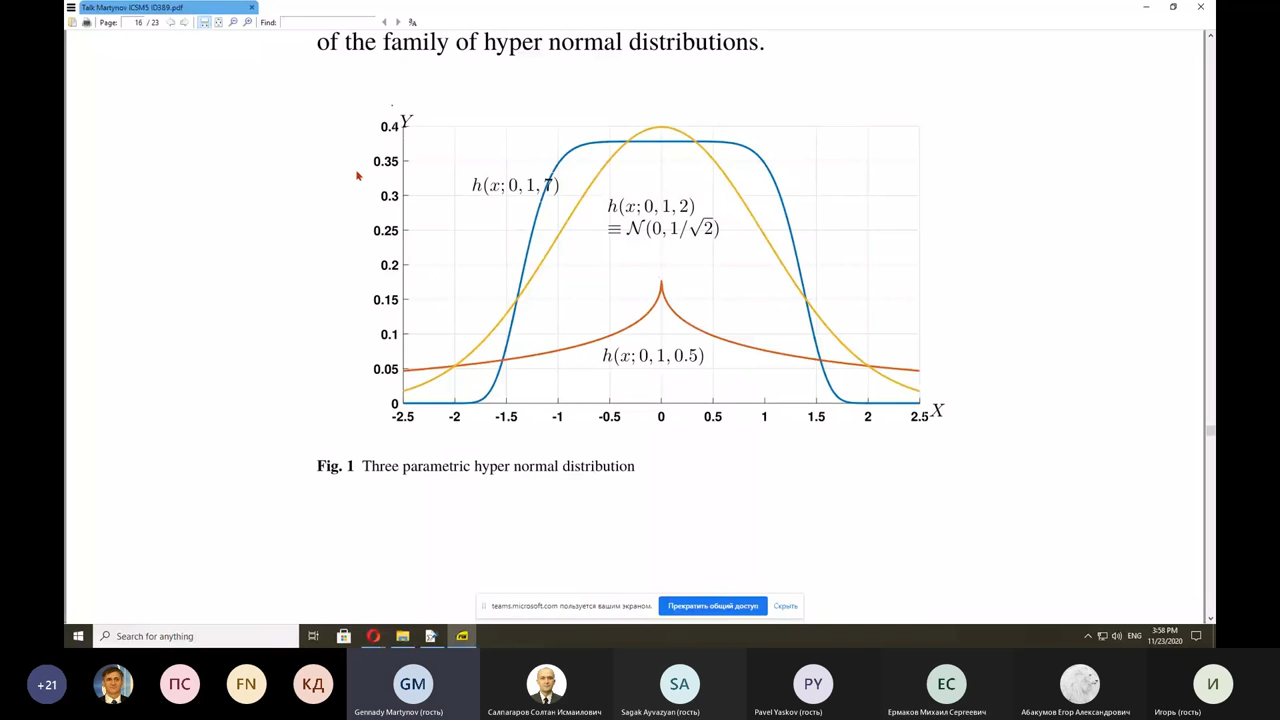 Talk Martynov ICSM5 ID389.pdf
Page: 16 / 23 Find:
of the family of hyper normal distributions.
Y
0.4
0.35
0.3
0.25
0.2
0.15
0.1
0.05
0
h(x; 0, 1, 7)
h(x; 0, 1, 2)
≡ N(0, 1/√2)
h(x; 0, 1, 0.5)
-2.5 -2 -1.5 -1 -0.5 0 0.5 1 1.5 2 2.5 X
Fig. 1 Three parametric hyper normal distribution
teams.microsoft.com пользуется вашим экраном. Прекратить общий доступ Скрыть
Search for anything
ENG
3:58 PM
11/23/2020
+21 ПС FN КД GM SA PY ЕС И
Gennady Martynov (гость) Салпагаров Солтан Исмаилович Sagak Ayvazyan (гость) Pavel Yaskov (гость) Ермаков Михаил Сергеевич Абакумов Егор Александрович Игорь (гость)